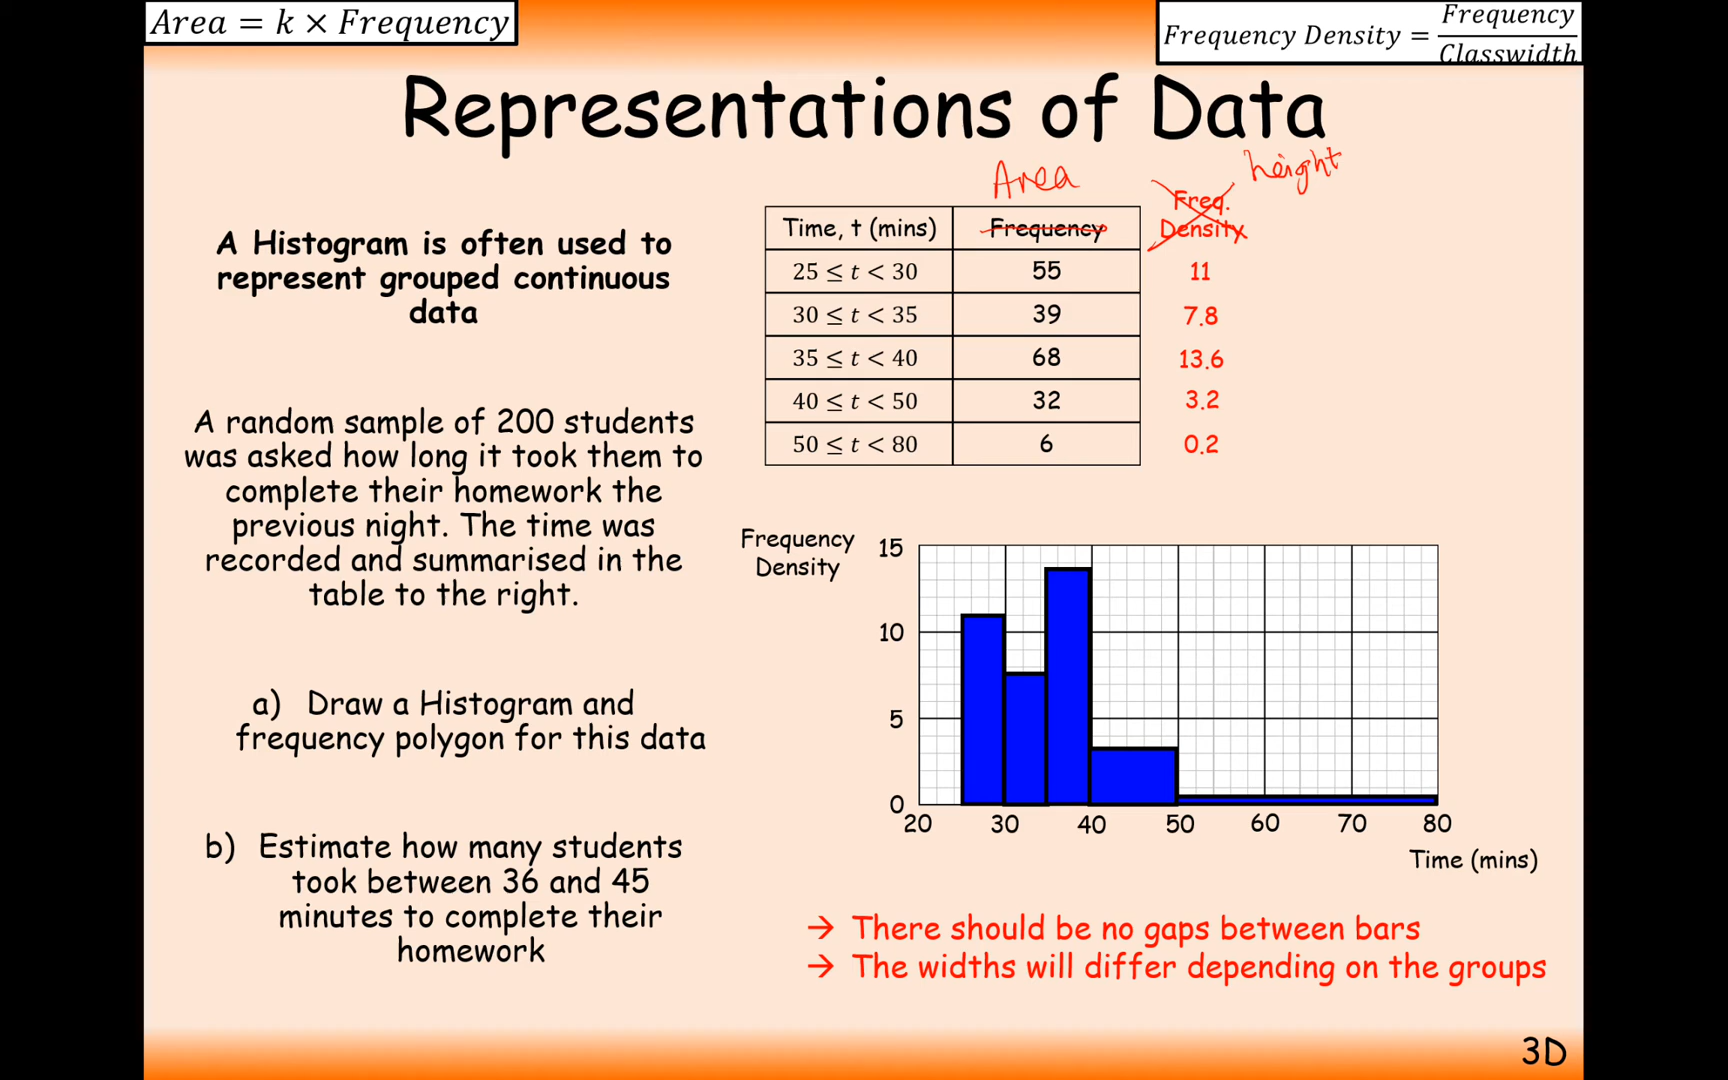 Area = k × Frequency
Frequency Density = Frequency / Classwidth
Representations of Data
A Histogram is often used to
represent grouped continuous
data
A random sample of 200 students
was asked how long it took them to
complete their homework the
previous night. The time was
recorded and summarised in the
table to the right.
a) Draw a Histogram and
frequency polygon for this data
b) Estimate how many students
took between 36 and 45
minutes to complete their
homework
Area
height
Time, t (mins) Frequency Freq. Density
25 ≤ t < 30 55 11
30 ≤ t < 35 39 7.8
35 ≤ t < 40 68 13.6
40 ≤ t < 50 32 3.2
50 ≤ t < 80 6 0.2
Frequency
Density
15
10
5
0
20 30 40 50 60 70 80
Time (mins)
→ There should be no gaps between bars
→ The widths will differ depending on the groups
3D